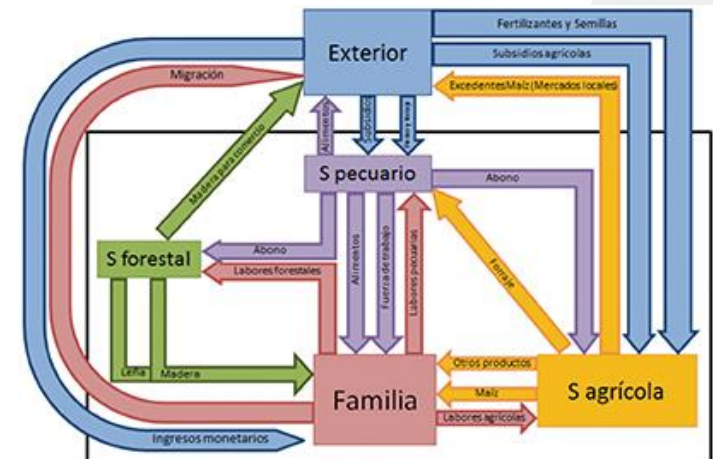 Fertilizantes y Semillas
Exterior
Subsidios agrícolas
Migración
Excedentes Maíz (Mercados locales)
Alimentos
Subsidio
Madera para comercio
S pecuario
Abono
S forestal
Abono
Labores forestales
Alimentos
Fuerza de trabajo
Labores pecuarias
Forraje
Leña
Madera
Familia
Otros productos
Maíz
Labores agrícolas
S agrícola
Ingresos monetarios